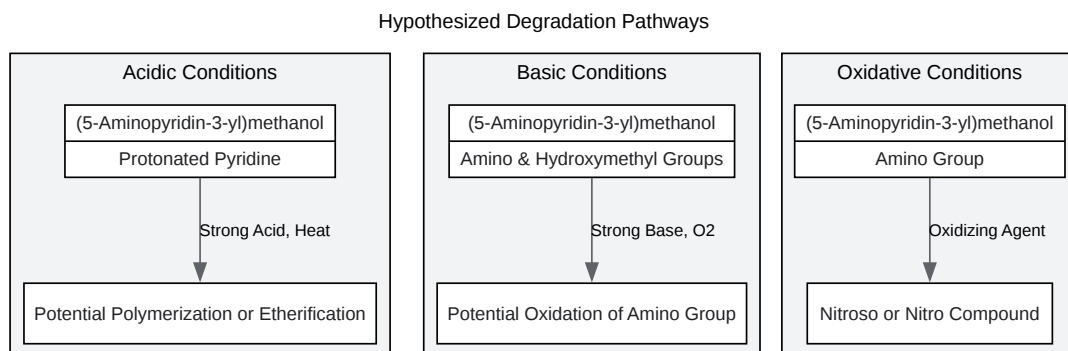 Hypothesized Degradation Pathways
Acidic Conditions
(5-Aminopyridin-3-yl)methanol
Protonated Pyridine
Strong Acid, Heat
Potential Polymerization or Etherification
Basic Conditions
(5-Aminopyridin-3-yl)methanol
Amino & Hydroxymethyl Groups
Strong Base, O2
Potential Oxidation of Amino Group
Oxidative Conditions
(5-Aminopyridin-3-yl)methanol
Amino Group
Oxidizing Agent
Nitroso or Nitro Compound